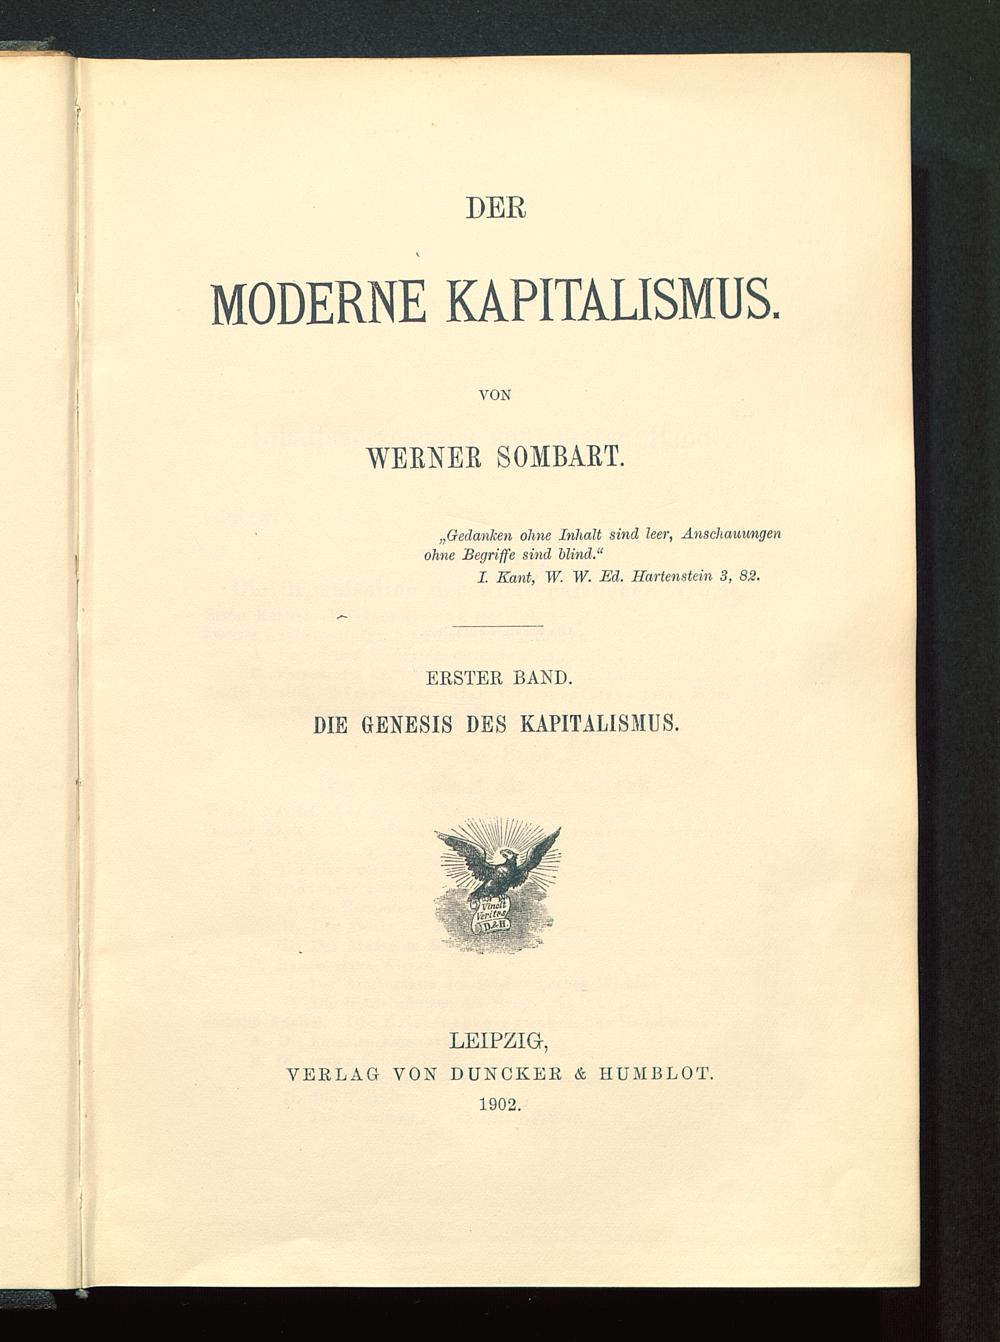 DER
MODERNE KAPITALISMUS.
VON
WERNER SOMBART.
„Gedanken ohne Inhalt sind leer, Anschauungen
ohne Begriffe sind blind.“
I. Kant, W. W. Ed. Hartenstein 3, 82.
ERSTER BAND.
DIE GENESIS DES KAPITALISMUS.
Vincit
Veritas
D.&H.
LEIPZIG,
VERLAG VON DUNCKER & HUMBLOT.
1902.